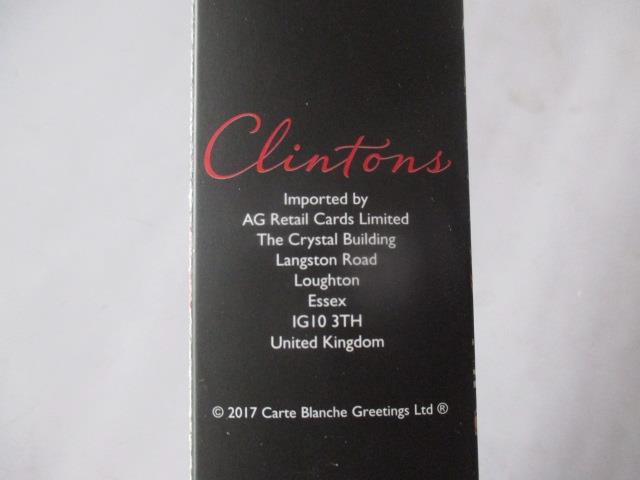 Clintons
Imported by
AG Retail Cards Limited
The Crystal Building
Langston Road
Loughton
Essex
IG10 3TH
United Kingdom
© 2017 Carte Blanche Greetings Ltd ®